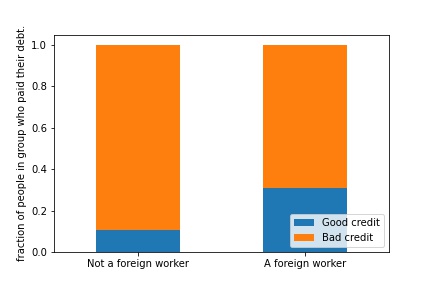 fraction of people in group who paid their debt.
1.0
0.8
0.6
0.4
0.2
0.0
Good credit
Bad credit
Not a foreign worker
A foreign worker